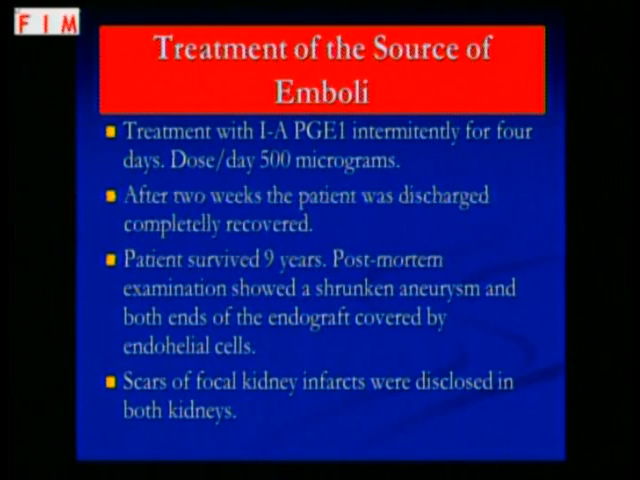 FIM
Treatment of the Source of
Emboli
Treatment with I-A PGE1 intermitently for four
days. Dose/day 500 micrograms.
After two weeks the patient was discharged
completelly recovered.
Patient survived 9 years. Post-mortem
examination showed a shrunken aneurysm and
both ends of the endograft covered by
endohelial cells.
Scars of focal kidney infarcts were disclosed in
both kidneys.